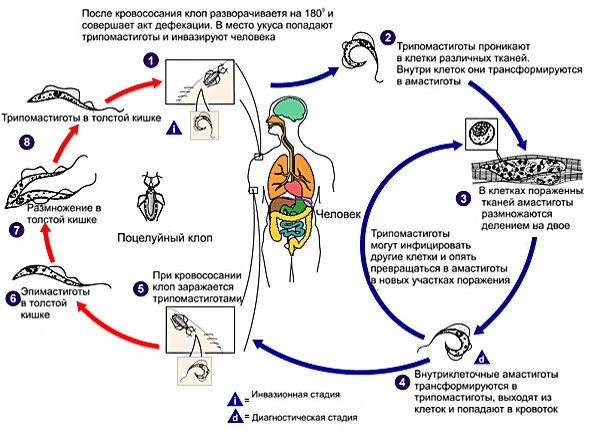 После кровососания клоп разворачиваетя на 180⁰ и
совершает акт дефекации. В место укуса попадают
трипомастиготы и инвазируют человека
1
i
2
Трипомастиготы проникают
в клетки различных тканей.
Внутри клеток они трансформируются
в амастиготы
3
В клетках пораженных
тканей амастиготы
размножаются
делением на двое
Трипомастиготы
могут инфицировать
другие клетки и опять
превращаться в амастиготы
в новых участках поражения
d
4
Внутриклеточные амастиготы
трансформируются в
трипомастиготы, выходят из
клеток и попадают в кровоток
Человек
5
При кровососании
клоп заражается
трипомастиготами
6
Эпимастиготы
в толстой
кишке
7
Размножение в
толстой кишке
8
Трипомастиготы в толстой кишке
Поцелуйный клоп
i = Инвазионная стадия
d = Диагностическая стадия